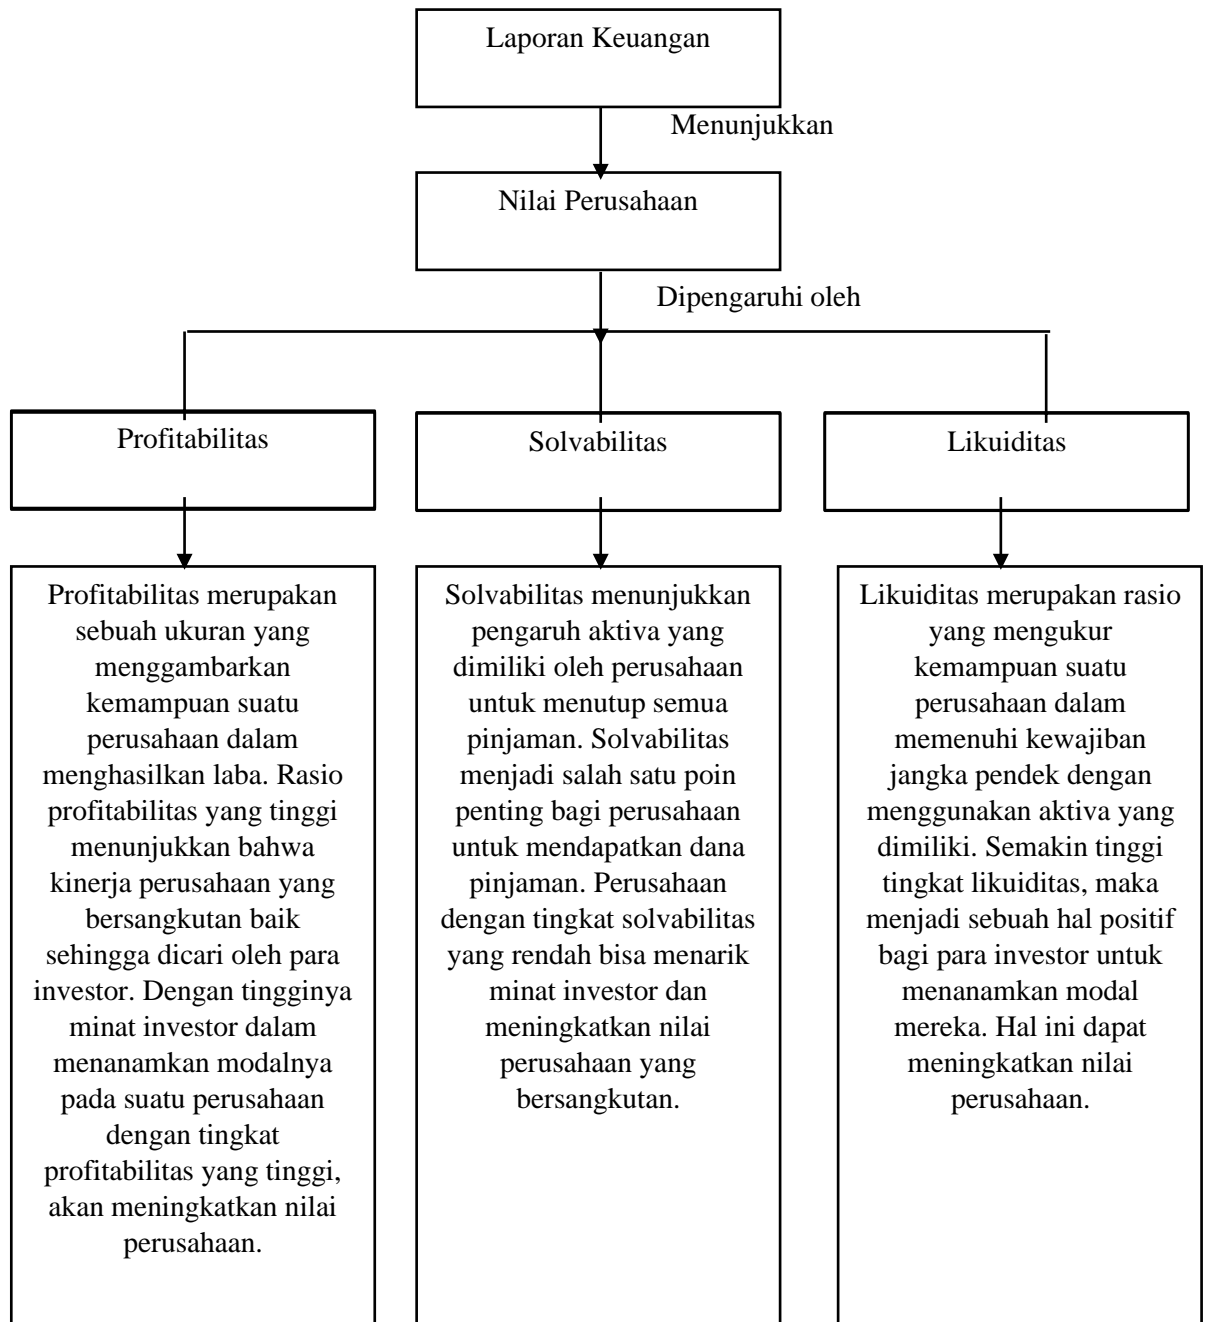 Laporan Keuangan
Menunjukkan
Nilai Perusahaan
Dipengaruhi oleh
Profitabilitas
Solvabilitas
Likuiditas
Profitabilitas merupakan
sebuah ukuran yang
menggambarkan
kemampuan suatu
perusahaan dalam
menghasilkan laba. Rasio
profitabilitas yang tinggi
menunjukkan bahwa
kinerja perusahaan yang
bersangkutan baik
sehingga dicari oleh para
investor. Dengan tingginya
minat investor dalam
menanamkan modalnya
pada suatu perusahaan
dengan tingkat
profitabilitas yang tinggi,
akan meningkatkan nilai
perusahaan.
Solvabilitas menunjukkan
pengaruh aktiva yang
dimiliki oleh perusahaan
untuk menutup semua
pinjaman. Solvabilitas
menjadi salah satu poin
penting bagi perusahaan
untuk mendapatkan dana
pinjaman. Perusahaan
dengan tingkat solvabilitas
yang rendah bisa menarik
minat investor dan
meningkatkan nilai
perusahaan yang
bersangkutan.
Likuiditas merupakan rasio
yang mengukur
kemampuan suatu
perusahaan dalam
memenuhi kewajiban
jangka pendek dengan
menggunakan aktiva yang
dimiliki. Semakin tinggi
tingkat likuiditas, maka
menjadi sebuah hal positif
bagi para investor untuk
menanamkan modal
mereka. Hal ini dapat
meningkatkan nilai
perusahaan.